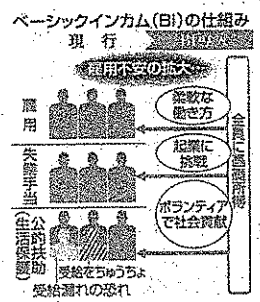 ベーシックインカム(BI)の仕組み
現行
雇用不安の拡大
雇用
柔軟な
働き方
失業手当
起業に
挑戦
公的扶助
(生活保護)
ボランティア
で社会貢献
全員に基礎所得
受給をちゅうちょ
受給漏れの恐れ